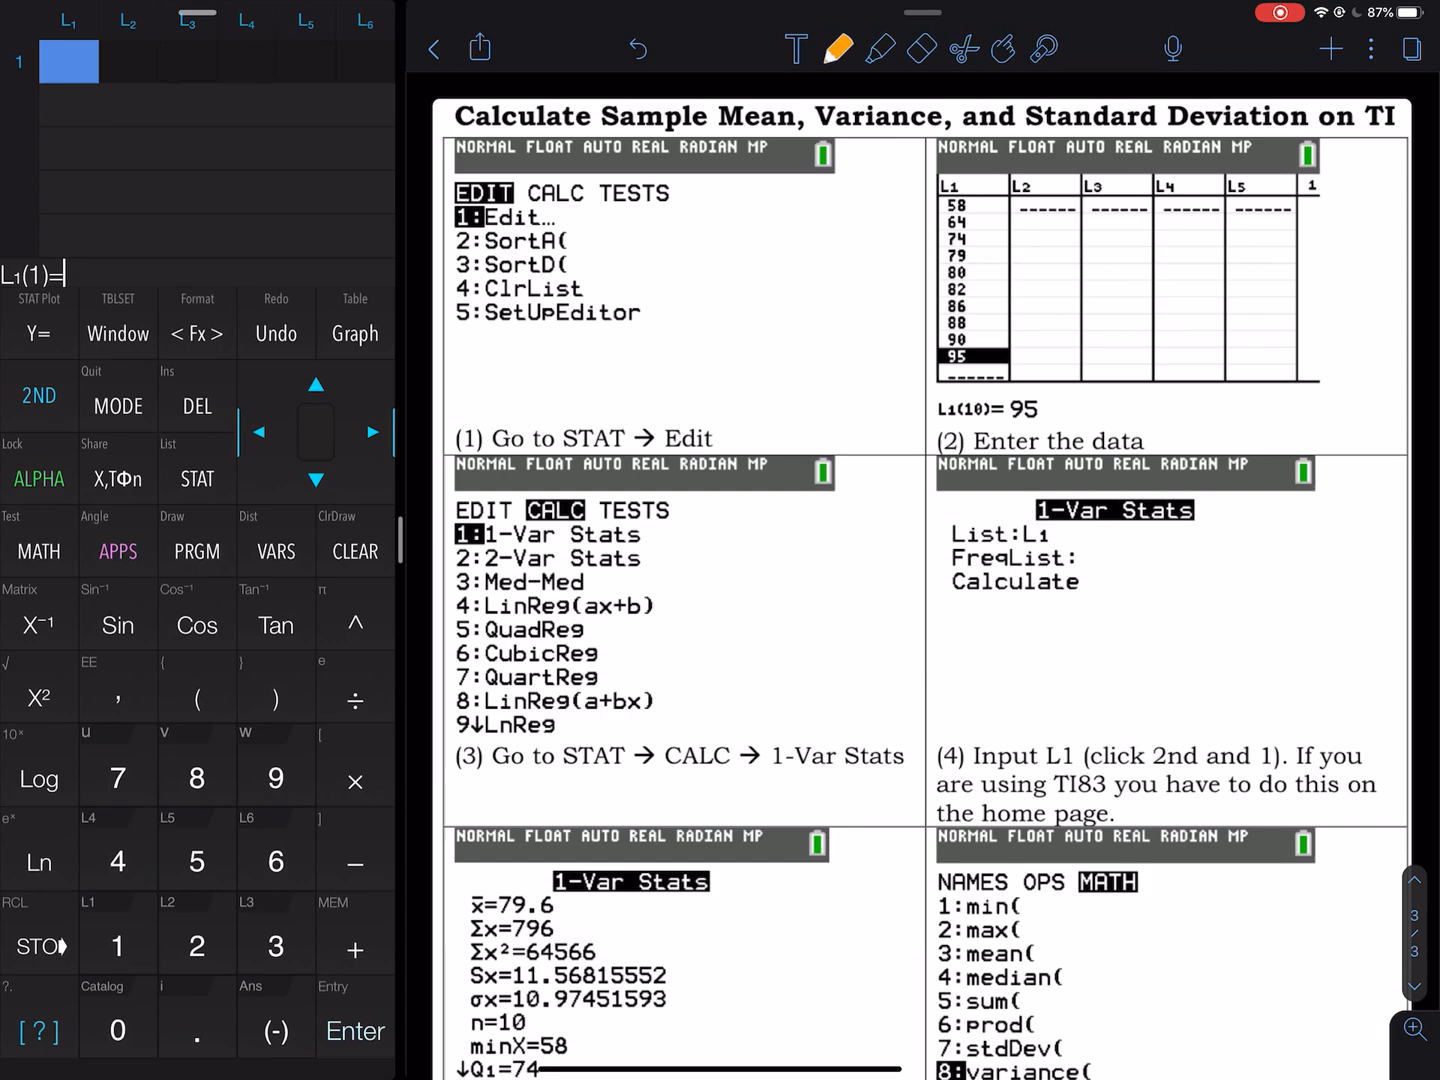 L₁ L₂ L₃ L₄ L₅ L₆
1
L₁(1)=
STAT Plot TBLSET Format Redo Table
Y= Window < Fx > Undo Graph
Quit Ins
2ND MODE DEL
Lock Share List
ALPHA X,TΦn STAT
Test Angle Draw Dist ClrDraw
MATH APPS PRGM VARS CLEAR
Matrix Sin⁻¹ Cos⁻¹ Tan⁻¹ π
X⁻¹ Sin Cos Tan ^
√ EE { } e
X² , ( ) ÷
10ˣ u v w [
Log 7 8 9 ×
eˣ L4 L5 L6 ]
Ln 4 5 6 −
RCL L1 L2 L3 MEM
STO 1 2 3 +
?. Catalog i Ans Entry
[ ? ] 0 . (-) Enter
87%
T
Calculate Sample Mean, Variance, and Standard Deviation on TI
NORMAL FLOAT AUTO REAL RADIAN MP
EDIT CALC TESTS
1:Edit…
2:SortA(
3:SortD(
4:ClrList
5:SetUpEditor
(1) Go to STAT → Edit
NORMAL FLOAT AUTO REAL RADIAN MP
L1 L2 L3 L4 L5 1
58 ------ ------ ------ ------
64
74
79
80
82
86
88
90
95
------
L1(10)= 95
(2) Enter the data
NORMAL FLOAT AUTO REAL RADIAN MP
EDIT CALC TESTS
1:1-Var Stats
2:2-Var Stats
3:Med-Med
4:LinReg(ax+b)
5:QuadReg
6:CubicReg
7:QuartReg
8:LinReg(a+bx)
9↓LnReg
(3) Go to STAT → CALC → 1-Var Stats
NORMAL FLOAT AUTO REAL RADIAN MP
1-Var Stats
List:L1
FreqList:
Calculate
(4) Input L1 (click 2nd and 1). If you
are using TI83 you have to do this on
the home page.
NORMAL FLOAT AUTO REAL RADIAN MP
1-Var Stats
x̄=79.6
Σx=796
Σx²=64566
Sx=11.56815552
σx=10.97451593
n=10
minX=58
↓Q1=74
NORMAL FLOAT AUTO REAL RADIAN MP
NAMES OPS MATH
1:min(
2:max(
3:mean(
4:median(
5:sum(
6:prod(
7:stdDev(
8:variance(
3
/
3